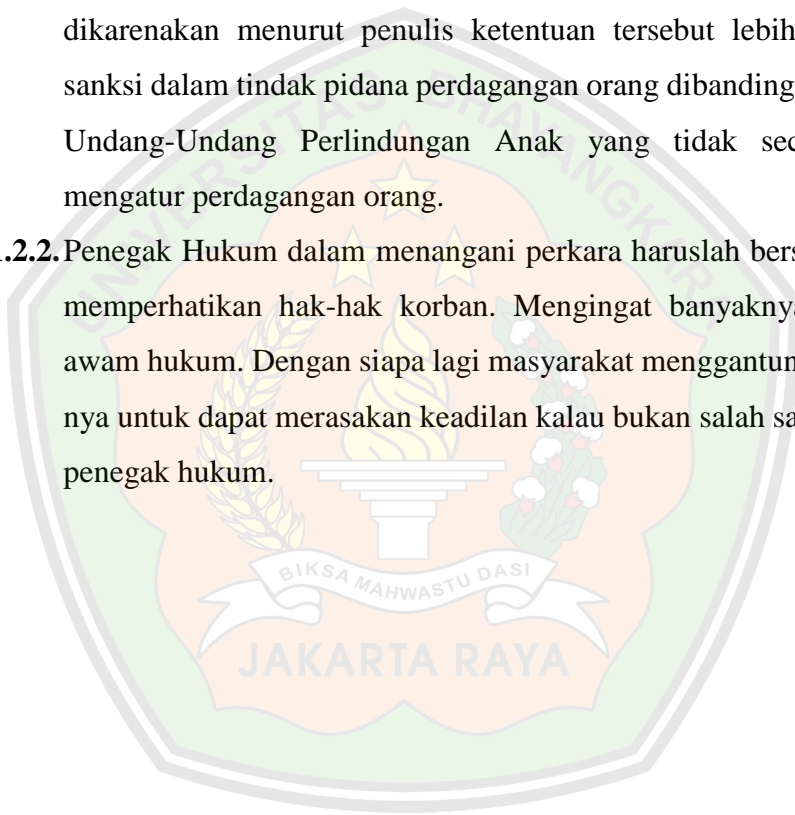 dikarenakan menurut penulis ketentuan tersebut lebih
sanksi dalam tindak pidana perdagangan orang dibanding
Undang-Undang Perlindungan Anak yang tidak sec
mengatur perdagangan orang.
.2.2. Penegak Hukum dalam menangani perkara haruslah bers
memperhatikan hak-hak korban. Mengingat banyaknya
awam hukum. Dengan siapa lagi masyarakat menggantun
nya untuk dapat merasakan keadilan kalau bukan salah sa
penegak hukum.
UNIVERSITAS BHAYANGKARA
BIKSA MAHWASTU DASI
JAKARTA RAYA